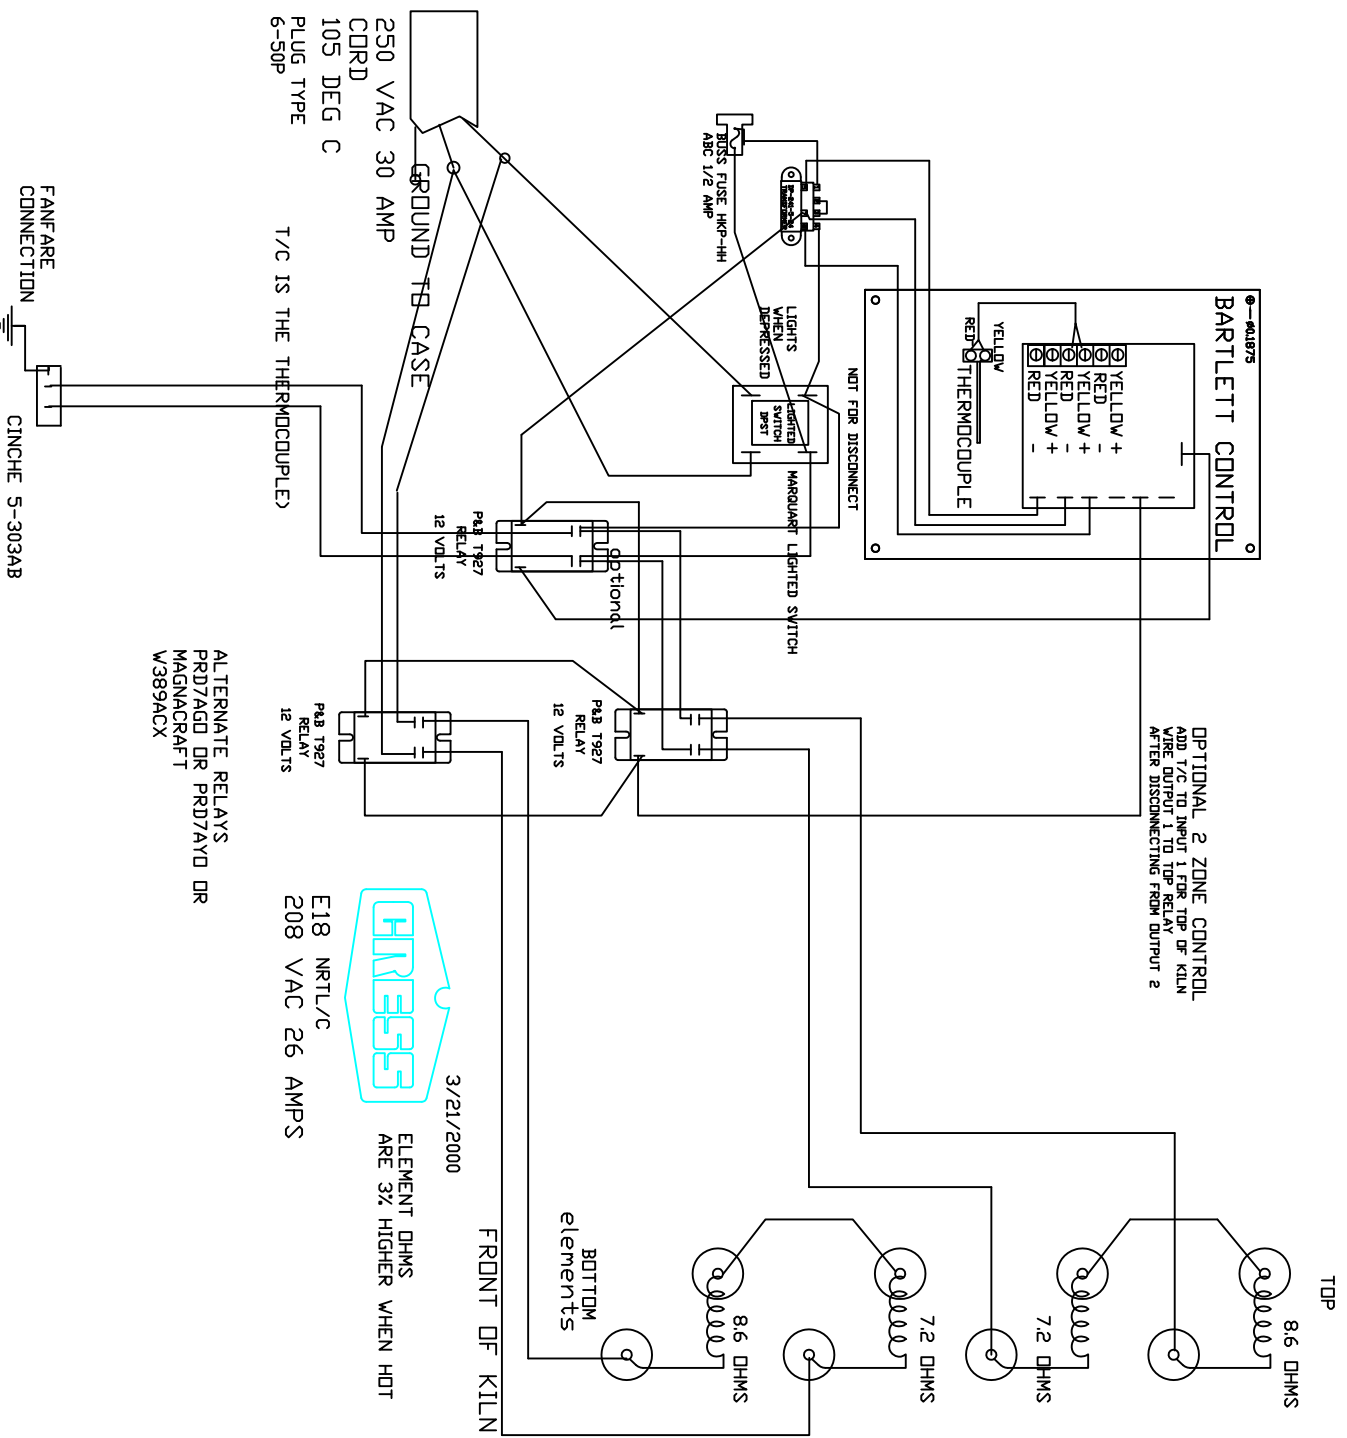 TOP
8.6 OHMS
7.2 OHMS
7.2 OHMS
8.6 OHMS
BOTTOM
elements
FRONT OF KILN
ø0.1875
BARTLETT CONTROL
YELLOW +
RED -
YELLOW +
RED -
YELLOW +
RED -
YELLOW
RED
THERMOCOUPLE
NOT FOR DISCONNECT
OPTIONAL 2 ZONE CONTROL
ADD T/C TO INPUT 1 FOR TOP OF KILN
WIRE OUTPUT 1 TO TOP RELAY
AFTER DISCONNECTING FROM OUTPUT 2
TRANSFORMER
BUSS FUSE HKP-HH
ABC 1/2 AMP
LIGHTS
WHEN
DEPRESSED
LIGHTED
SWITCH
DPST
MARQUART LIGHTED SWITCH
optional
P&B T927
RELAY
12 VOLTS
P&B T927
RELAY
12 VOLTS
P&B T927
RELAY
12 VOLTS
GROUND TO CASE
250 VAC 30 AMP
CORD
105 DEG C
PLUG TYPE
6-50P
T/C IS THE THERMOCOUPLE)
3/21/2000
CRESS
ELEMENT OHMS
ARE 3% HIGHER WHEN HOT
E18 NRTL/C
208 VAC 26 AMPS
ALTERNATE RELAYS
PRD7AG0 OR PRD7AY0 OR
MAGNACRAFT
W389ACX
FANFARE
CONNECTION
CINCHE 5-303AB